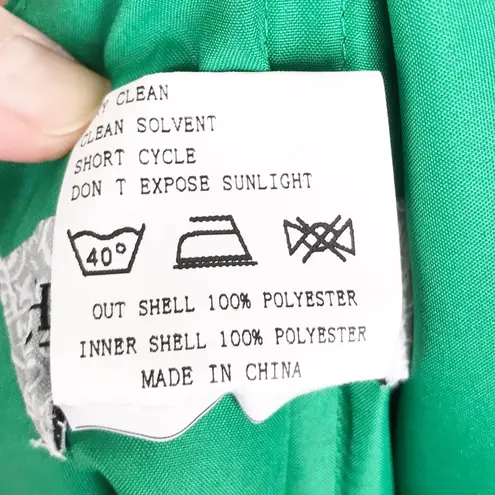 Y CLEAN
CLEAN SOLVENT
SHORT CYCLE
DON T EXPOSE SUNLIGHT
40°
OUT SHELL 100% POLYESTER
INNER SHELL 100% POLYESTER
MADE IN CHINA